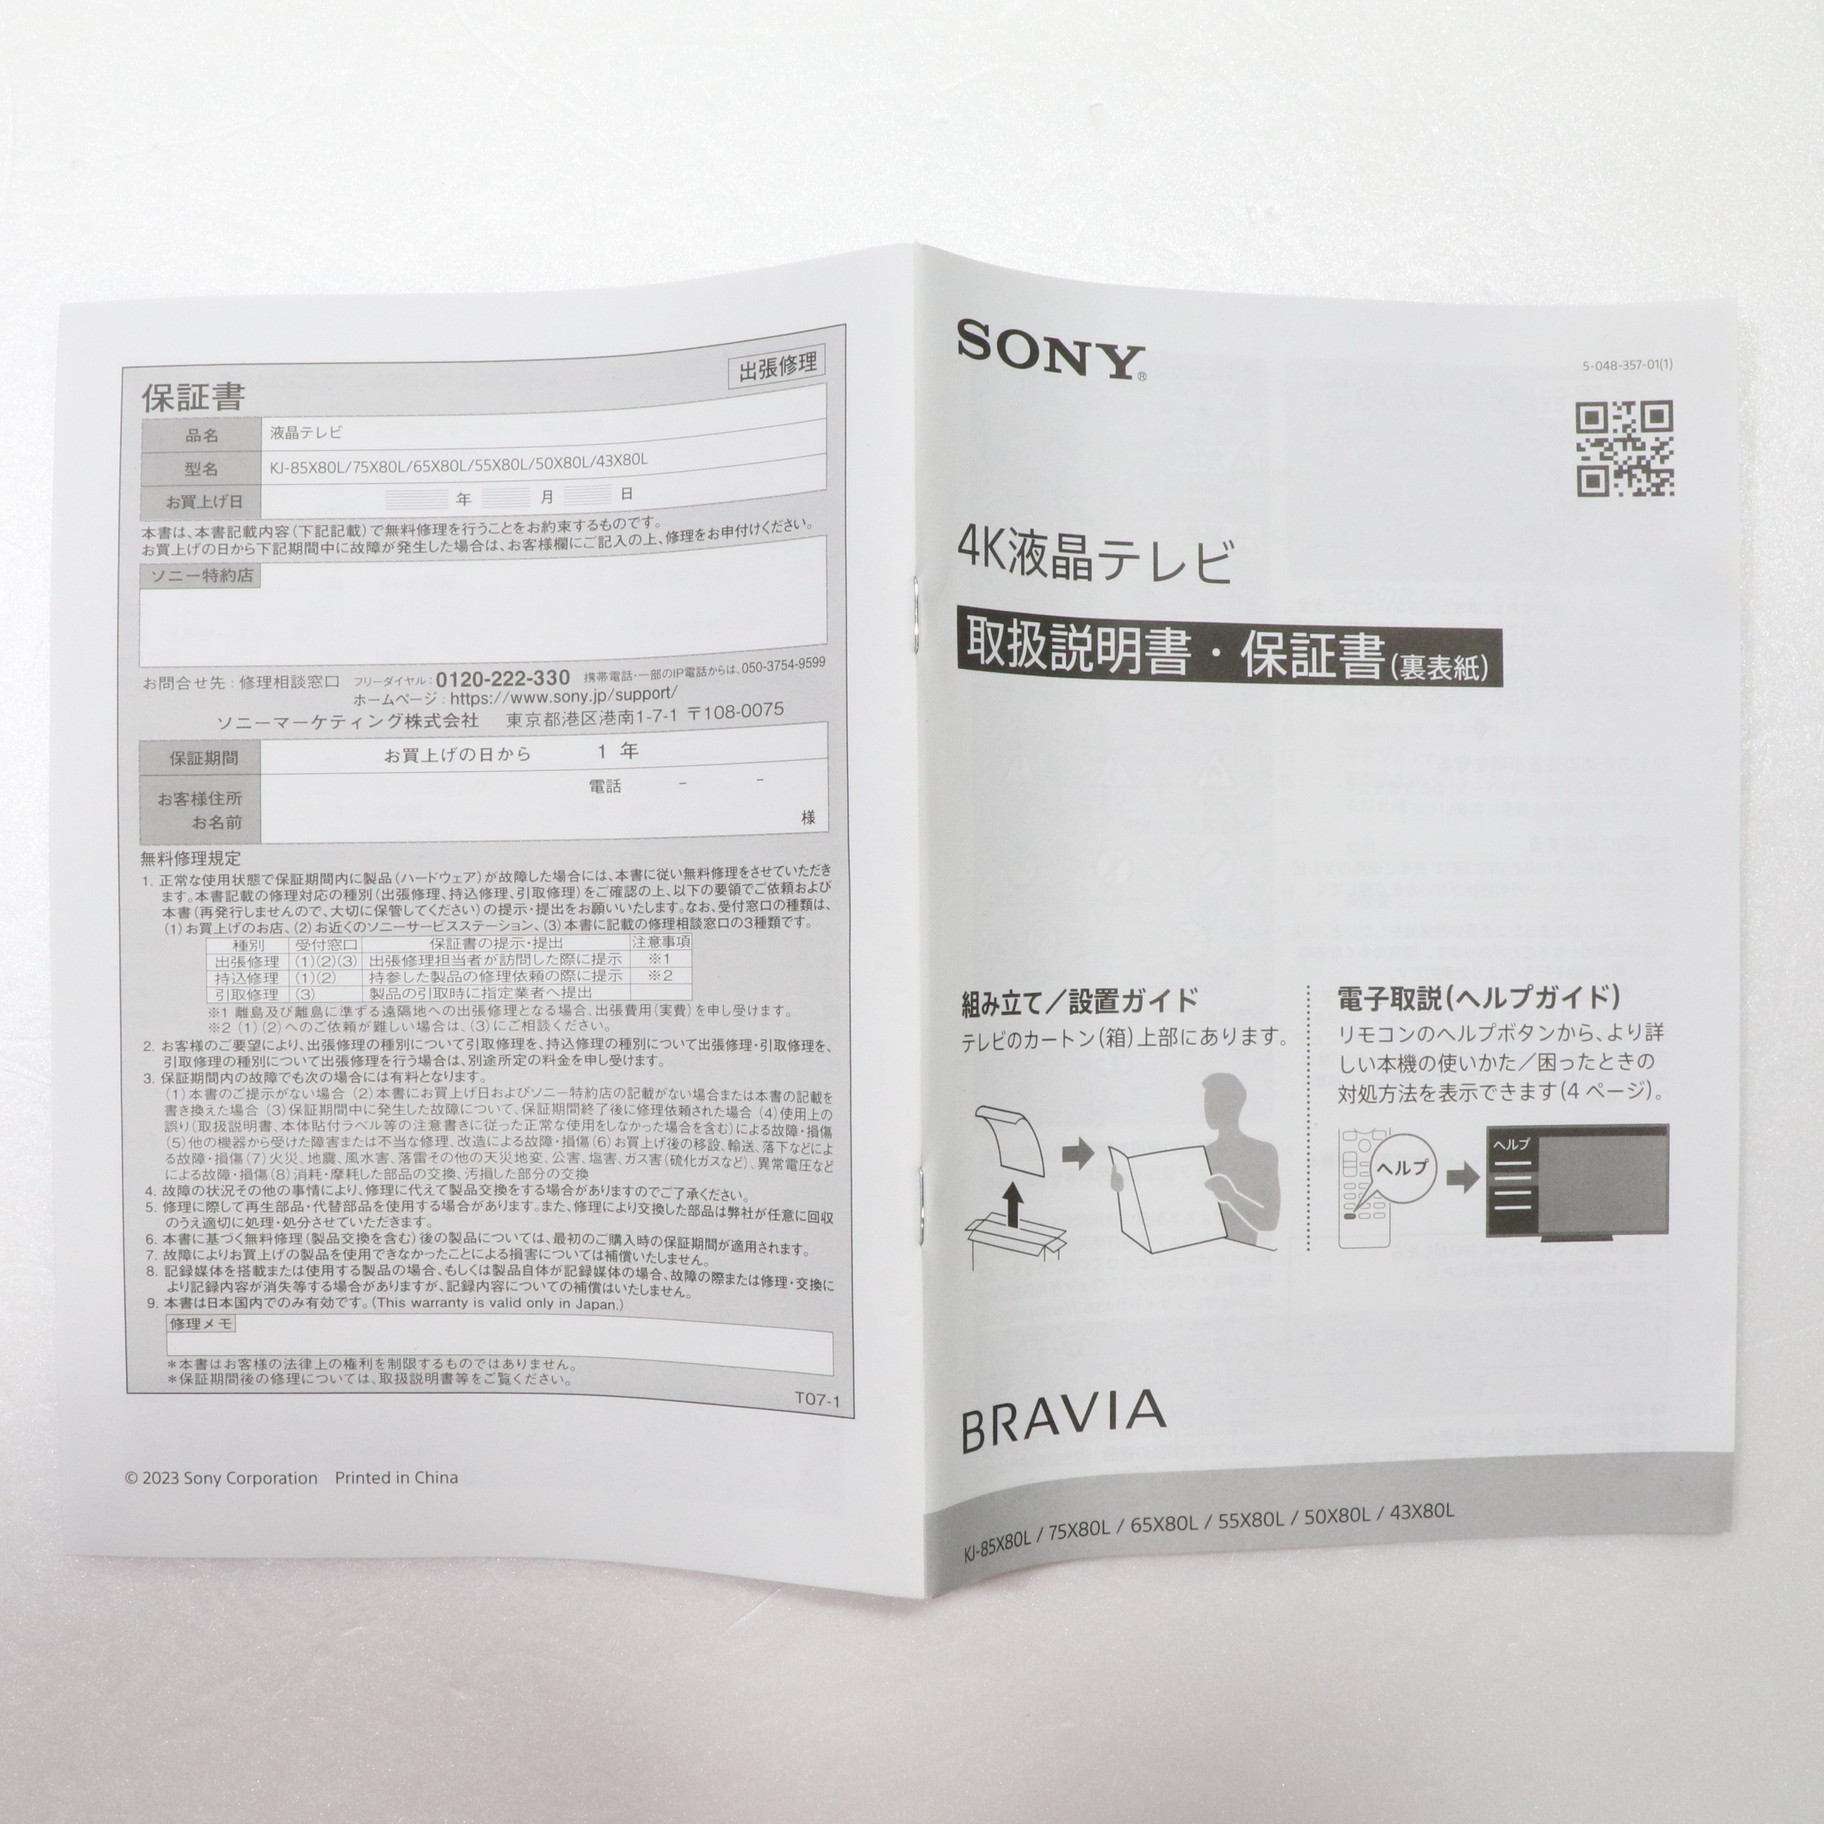 保証書
出張修理
品名 液晶テレビ
型名 KJ-85X80L/75X80L/65X80L/55X80L/50X80L/43X80L
お買上げ日 年 月 日
本書は、本書記載内容（下記記載）で無料修理を行うことをお約束するものです。
お買上げの日から下記期間中に故障が発生した場合は、お客様欄にご記入の上、修理をお申付けください。
ソニー特約店
お問合せ先：修理相談窓口 フリーダイヤル：0120-222-330 携帯電話・一部のIP電話からは、050-3754-9599
ホームページ：https://www.sony.jp/support/
ソニーマーケティング株式会社 東京都港区港南1-7-1 〒108-0075
保証期間 お買上げの日から 1 年
お客様住所 電話 － －
お名前 様
無料修理規定
1. 正常な使用状態で保証期間内に製品（ハードウェア）が故障した場合には、本書に従い無料修理をさせていただき
ます。本書記載の修理対応の種別（出張修理、持込修理、引取修理）をご確認の上、以下の要領でご依頼および
本書（再発行しませんので、大切に保管してください）の提示・提出をお願いいたします。なお、受付窓口の種類は、
（1）お買上げのお店、（2）お近くのソニーサービスステーション、（3）本書に記載の修理相談窓口の3種類です。
種別 受付窓口 保証書の提示・提出 注意事項
出張修理 （1）（2）（3） 出張修理担当者が訪問した際に提示 ※1
持込修理 （1）（2） 持参した製品の修理依頼の際に提示 ※2
引取修理 （3） 製品の引取時に指定業者へ提出
※1 離島及び離島に準ずる遠隔地への出張修理となる場合、出張費用（実費）を申し受けます。
※2 （1）（2）へのご依頼が難しい場合は、（3）にご相談ください。
2. お客様のご要望により、出張修理の種別について引取修理を、持込修理の種別について出張修理・引取修理を、
引取修理の種別について出張修理を行う場合は、別途所定の料金を申し受けます。
3. 保証期間内の故障でも次の場合には有料となります。
（1）本書のご提示がない場合（2）本書にお買上げ日およびソニー特約店の記載がない場合または本書の記載を
書き換えた場合（3）保証期間中に発生した故障について、保証期間終了後に修理依頼された場合（4）使用上の
誤り（取扱説明書、本体貼付ラベル等の注意書きに従った正常な使用をしなかった場合を含む）による故障・損傷
（5）他の機器から受けた障害または不当な修理、改造による故障・損傷（6）お買上げ後の移設、輸送、落下などによ
る故障・損傷（7）火災、地震、風水害、落雷その他の天災地変、公害、塩害、ガス害（硫化ガスなど）、異常電圧など
による故障・損傷（8）消耗・摩耗した部品の交換、汚損した部分の交換
4. 故障の状況その他の事情により、修理に代えて製品交換をする場合がありますのでご了承ください。
5. 修理に際して再生部品・代替部品を使用する場合があります。また、修理により交換した部品は弊社が任意に回収
のうえ適切に処理・処分させていただきます。
6. 本書に基づく無料修理（製品交換を含む）後の製品については、最初のご購入時の保証期間が適用されます。
7. 故障によりお買上げの製品を使用できなかったことによる損害については補償いたしません。
8. 記録媒体を搭載または使用する製品の場合、もしくは製品自体が記録媒体の場合、故障の際または修理・交換に
より記録内容が消失等する場合がありますが、記録内容についての補償はいたしません。
9. 本書は日本国内でのみ有効です。（This warranty is valid only in Japan.）
修理メモ
＊本書はお客様の法律上の権利を制限するものではありません。
＊保証期間後の修理については、取扱説明書等をご覧ください。
T07-1
© 2023 Sony Corporation Printed in China
SONY®
5-048-357-01(1)
4K液晶テレビ
取扱説明書・保証書（裏表紙）
組み立て／設置ガイド
テレビのカートン（箱）上部にあります。
電子取説（ヘルプガイド）
リモコンのヘルプボタンから、より詳
しい本機の使いかた／困ったときの
対処方法を表示できます（4 ページ）。
ヘルプ
ヘルプ
BRAVIA
KJ-85X80L / 75X80L / 65X80L / 55X80L / 50X80L / 43X80L